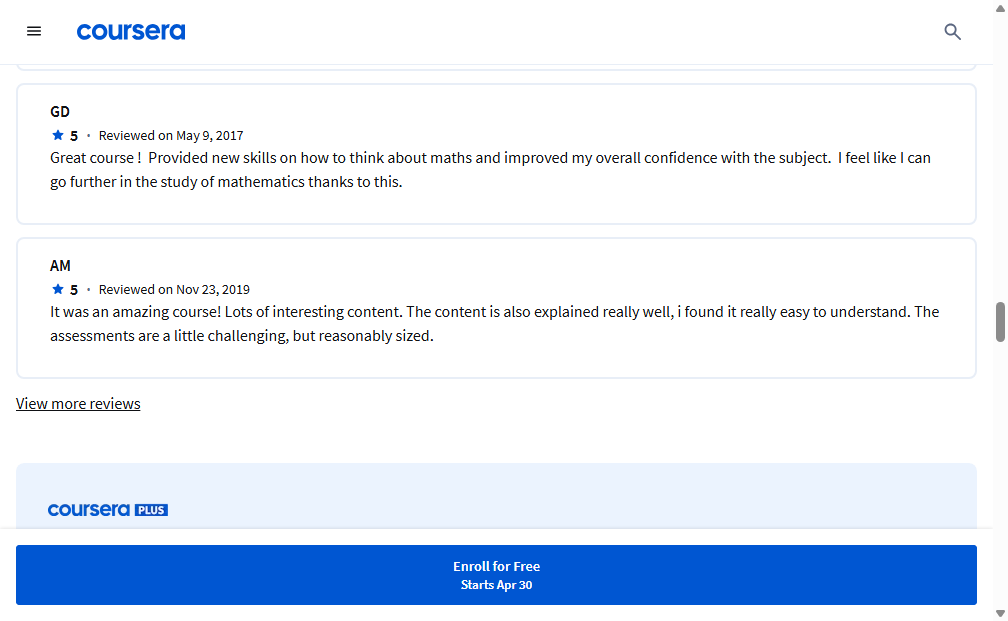 coursera
GD
5 · Reviewed on May 9, 2017
Great course !  Provided new skills on how to think about maths and improved my overall confidence with the subject.  I feel like I can
go further in the study of mathematics thanks to this.
AM
5 · Reviewed on Nov 23, 2019
It was an amazing course! Lots of interesting content. The content is also explained really well, i found it really easy to understand. The
assessments are a little challenging, but reasonably sized.
View more reviews
coursera PLUS
Enroll for Free
Starts Apr 30